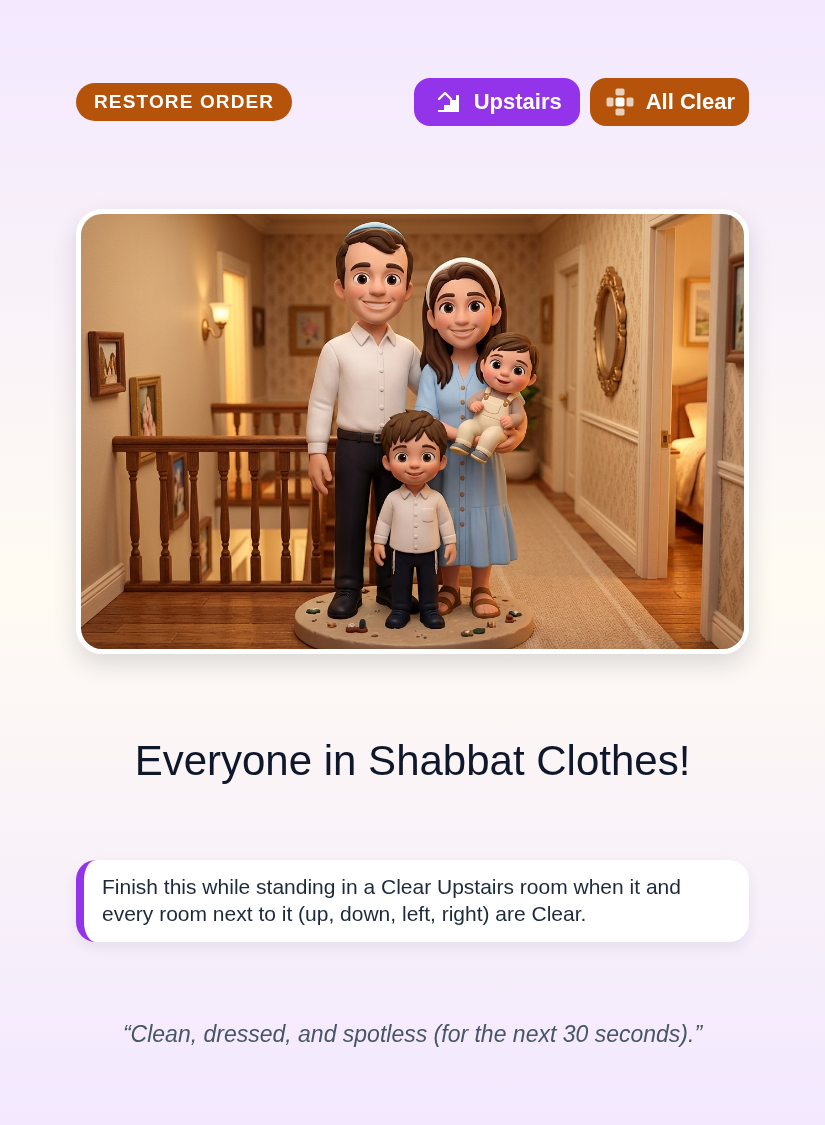 RESTORE ORDER
Upstairs
All Clear
Everyone in Shabbat Clothes!
Finish this while standing in a Clear Upstairs room when it and
every room next to it (up, down, left, right) are Clear.
“Clean, dressed, and spotless (for the next 30 seconds).”